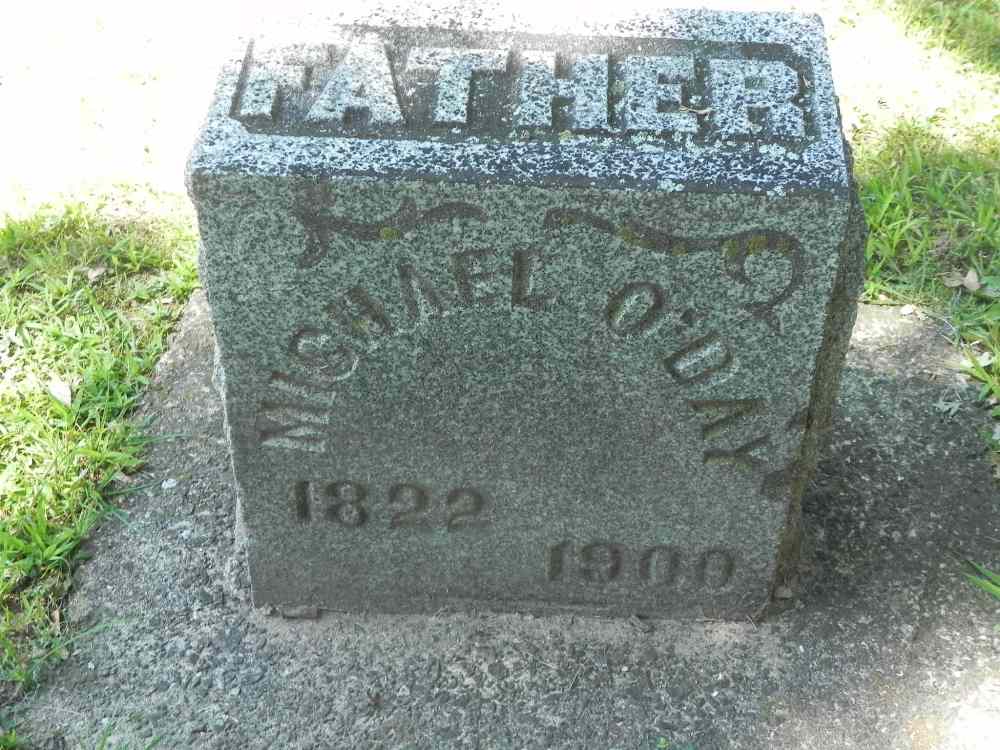 FATHER
MICHAEL O'DAY
1822
1900